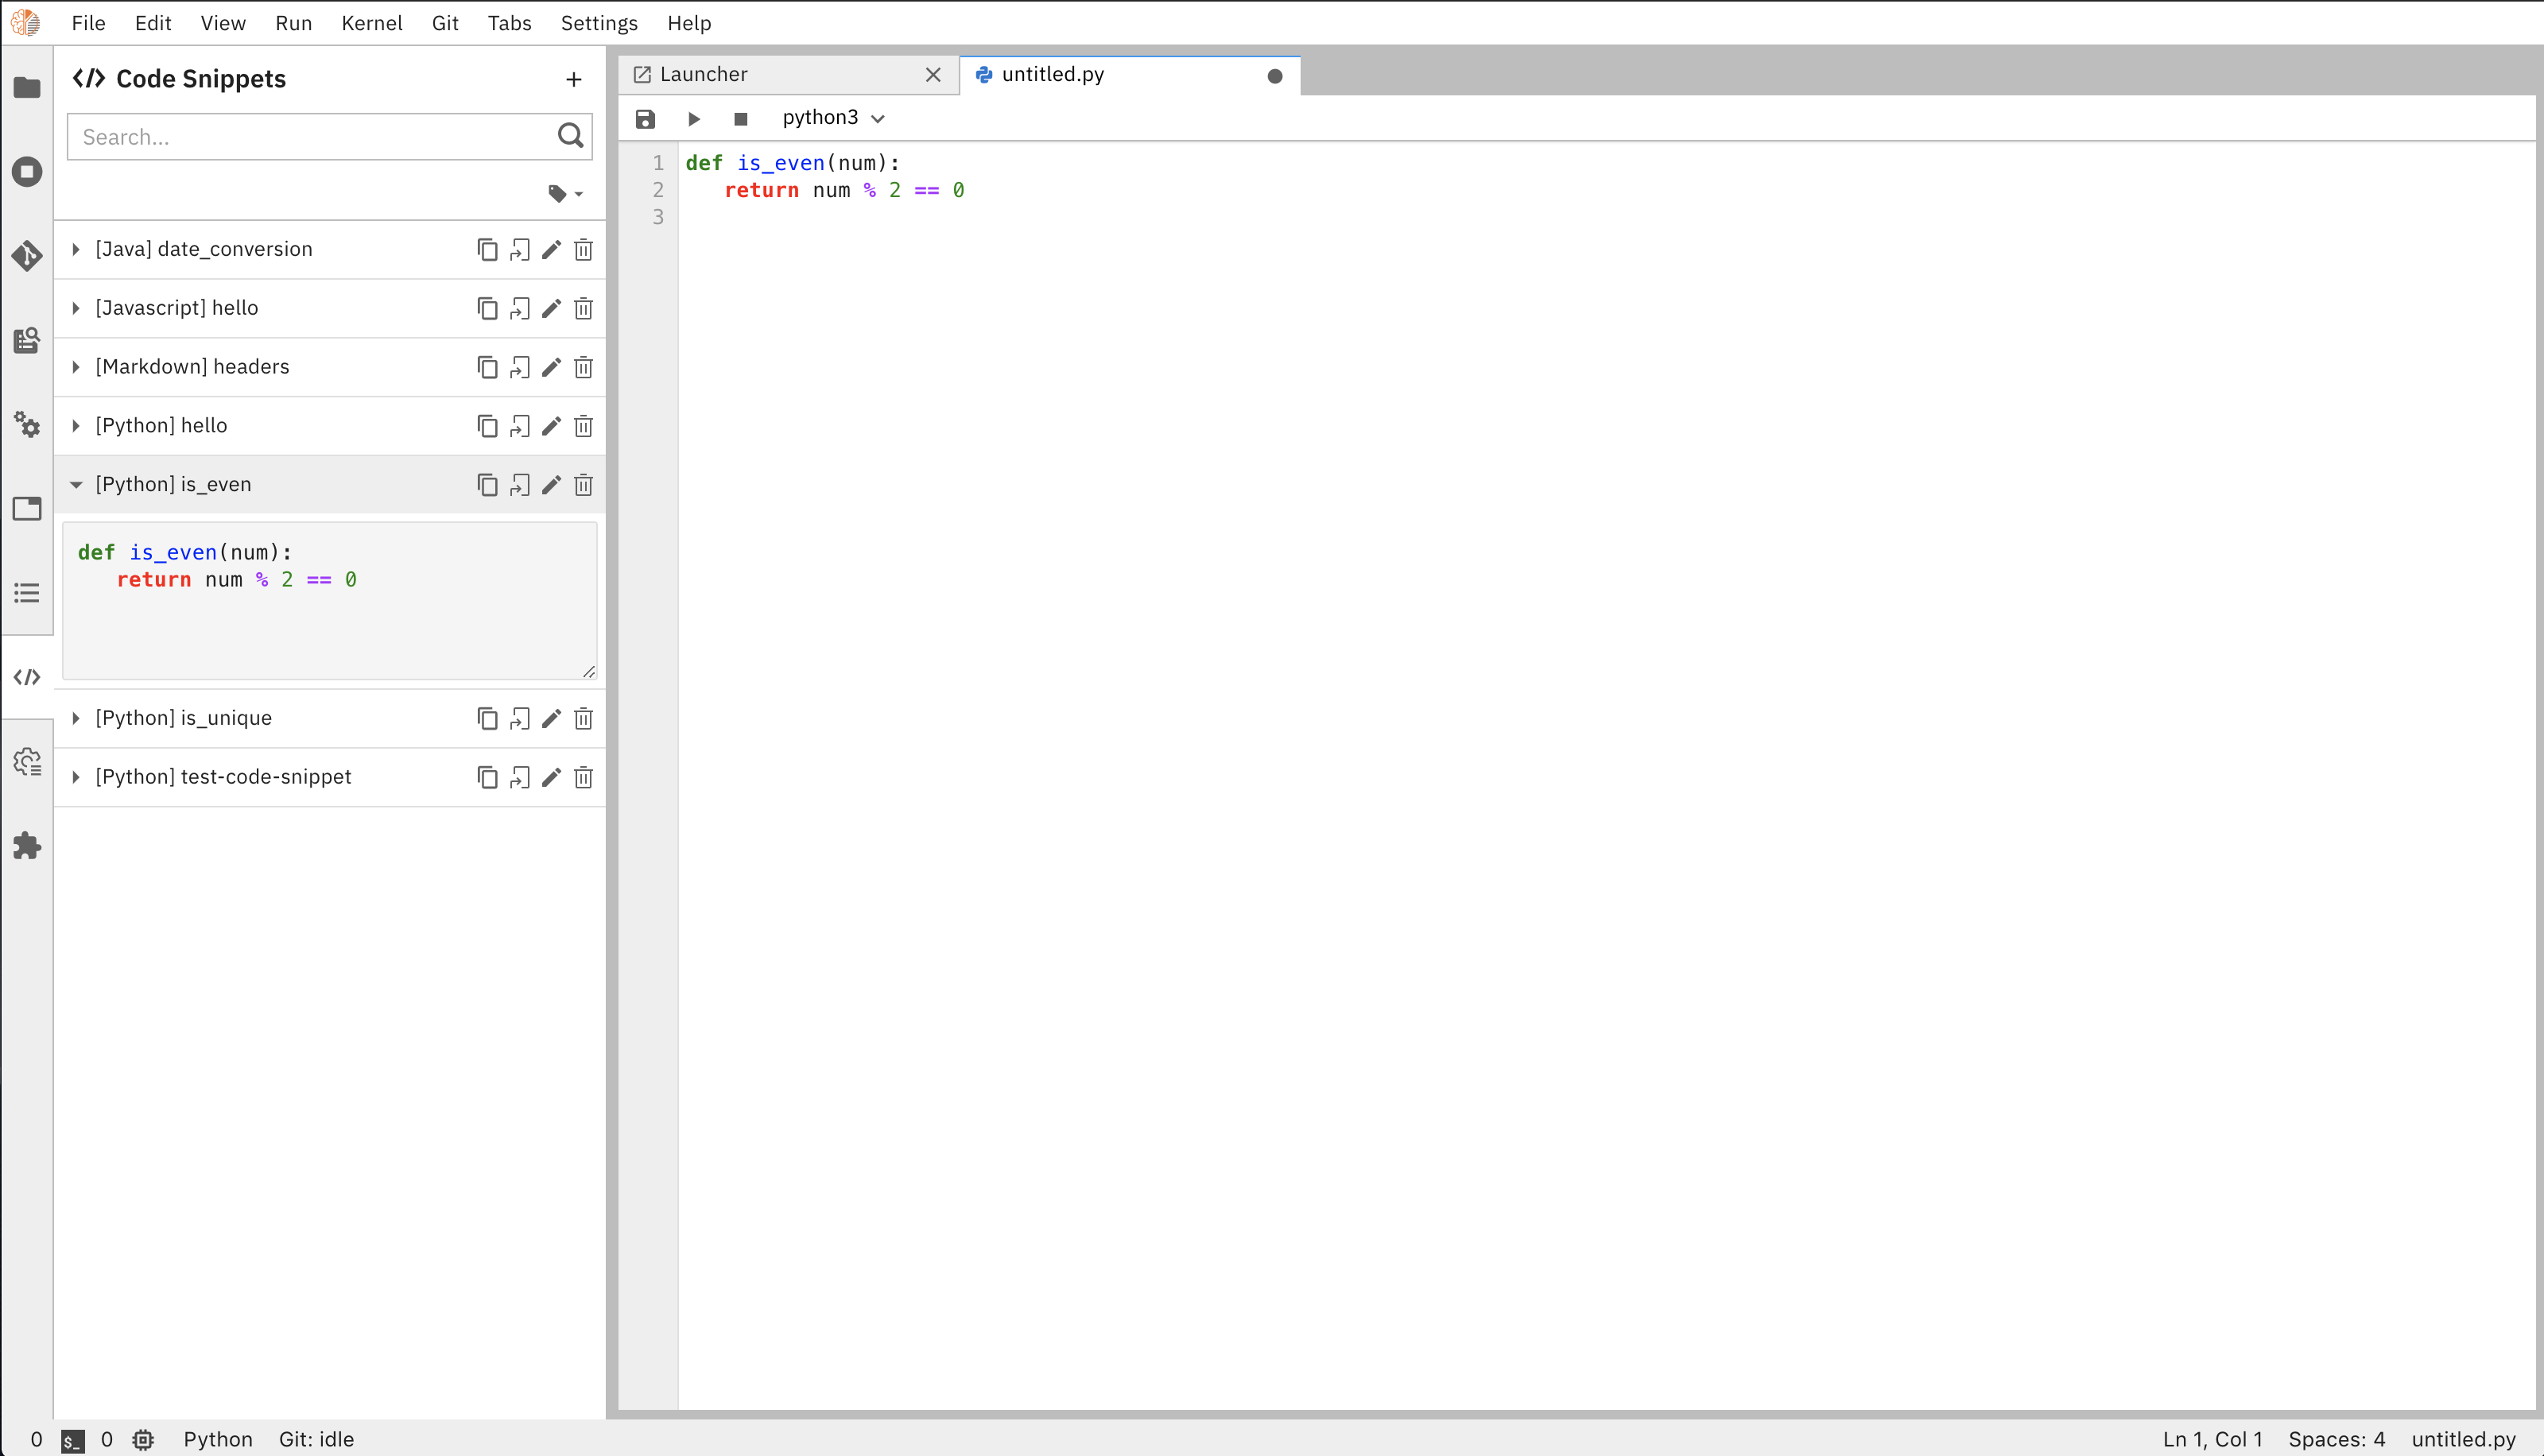 File Edit View Run Kernel Git Tabs Settings Help
</> Code Snippets +
Search...
[Java] date_conversion
[Javascript] hello
[Markdown] headers
[Python] hello
[Python] is_even
def is_even(num):
   return num % 2 == 0
[Python] is_unique
[Python] test-code-snippet
Launcher
untitled.py
python3
1 def is_even(num):
2    return num % 2 == 0
3
0 $_ 0 Python Git: idle
Ln 1, Col 1 Spaces: 4 untitled.py